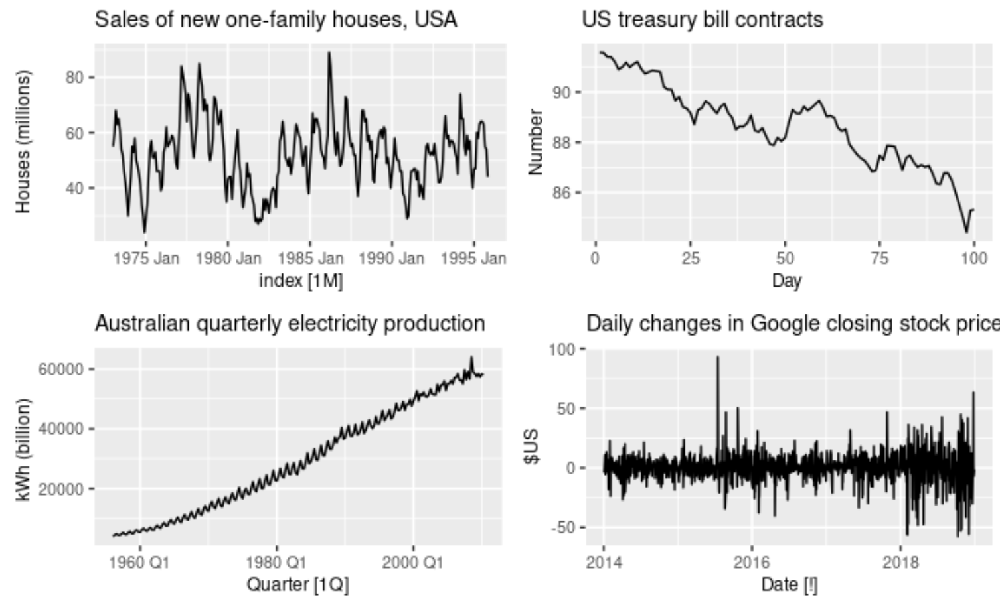 Sales of new one-family houses, USA
Houses (millions)
80
60
40
1975 Jan 1980 Jan 1985 Jan 1990 Jan 1995 Jan
index [1M]
US treasury bill contracts
Number
90
88
86
0 25 50 75 100
Day
Australian quarterly electricity production
kWh (billion)
60000
40000
20000
1960 Q1 1980 Q1 2000 Q1
Quarter [1Q]
Daily changes in Google closing stock price
$US
100
50
0
-50
2014 2016 2018
Date [!]